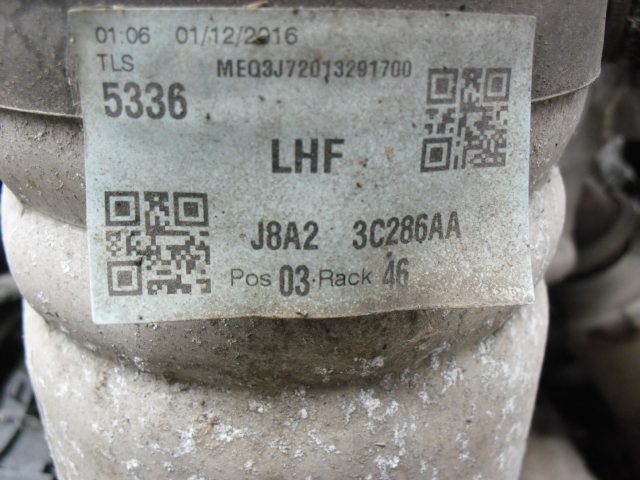 01:06 01/12/2016
TLS MEQ3J72013291700
5336
LHF
J8A2 3C286AA
Pos 03 Rack 46